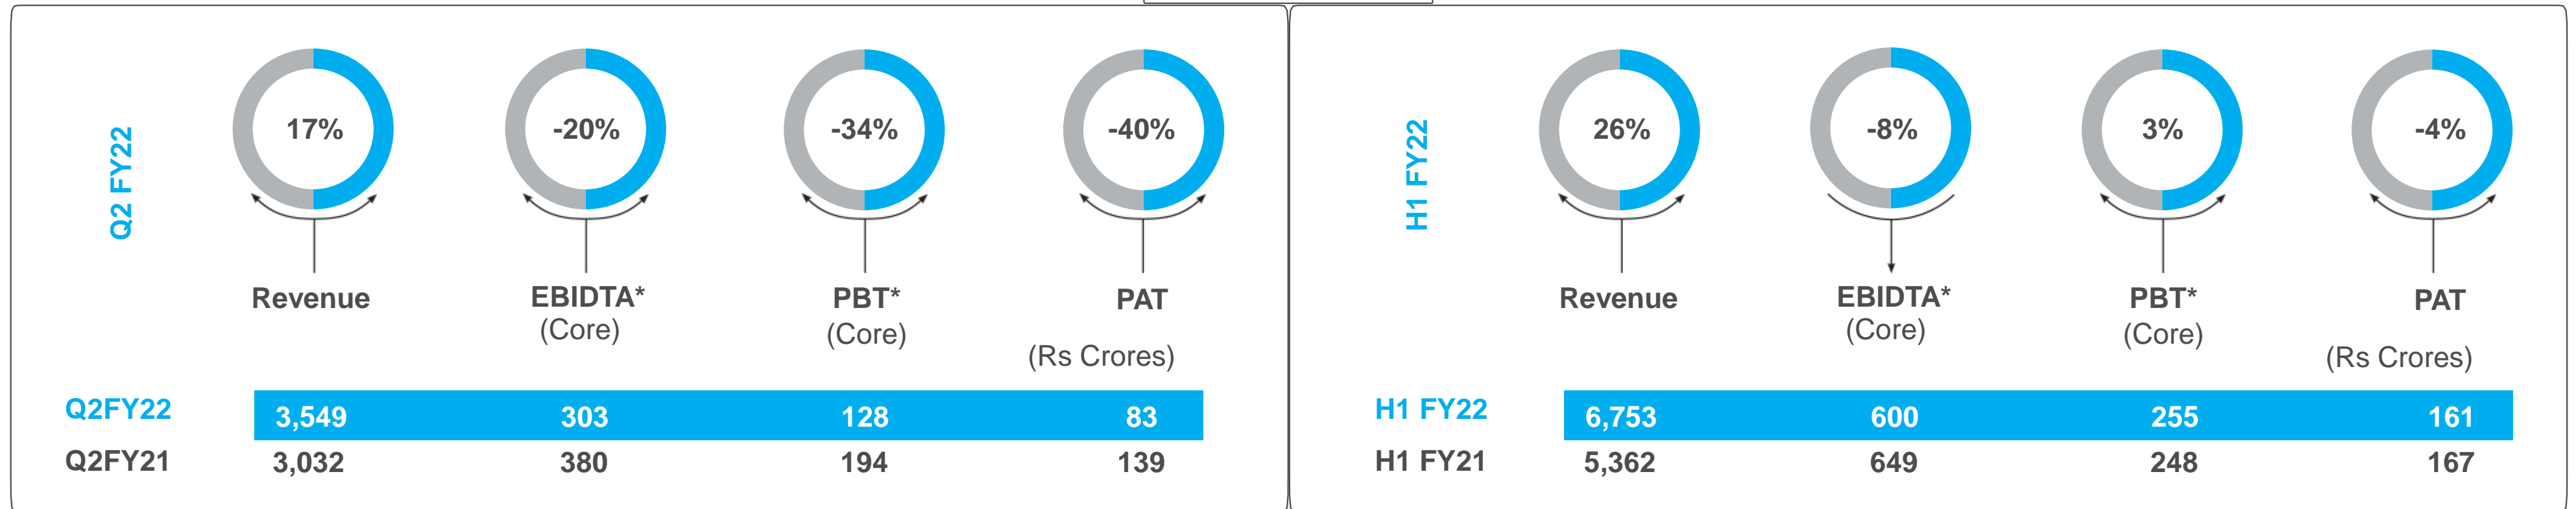 Q2 FY22
17% -20% -34% -40%
Revenue EBIDTA* PBT* PAT
(Core) (Core)
(Rs Crores)
Q2FY22 3,549 303 128 83
Q2FY21 3,032 380 194 139
H1 FY22
26% -8% 3% -4%
Revenue EBIDTA* PBT* PAT
(Core) (Core)
(Rs Crores)
H1 FY22 6,753 600 255 161
H1 FY21 5,362 649 248 167